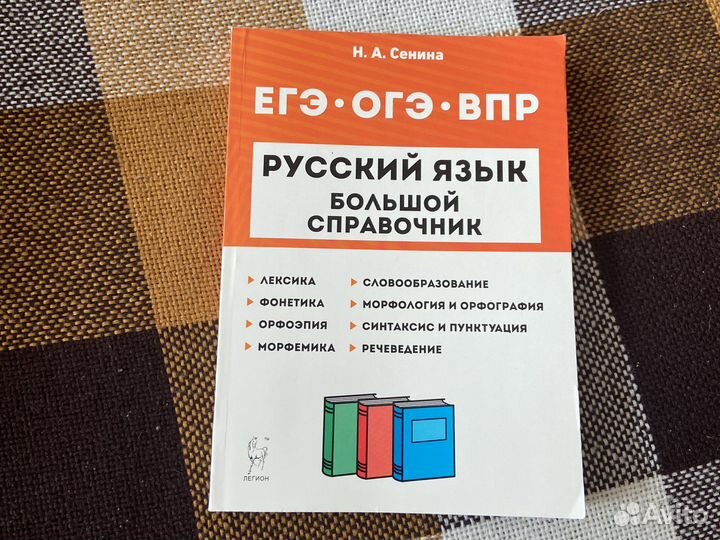 Н. А. Сенина
ЕГЭ • ОГЭ • ВПР
РУССКИЙ ЯЗЫК
БОЛЬШОЙ
СПРАВОЧНИК
ЛЕКСИКА
ФОНЕТИКА
ОРФОЭПИЯ
МОРФЕМИКА
СЛОВООБРАЗОВАНИЕ
МОРФОЛОГИЯ И ОРФОГРАФИЯ
СИНТАКСИС И ПУНКТУАЦИЯ
РЕЧЕВЕДЕНИЕ
ЛЕГИОН
Avito